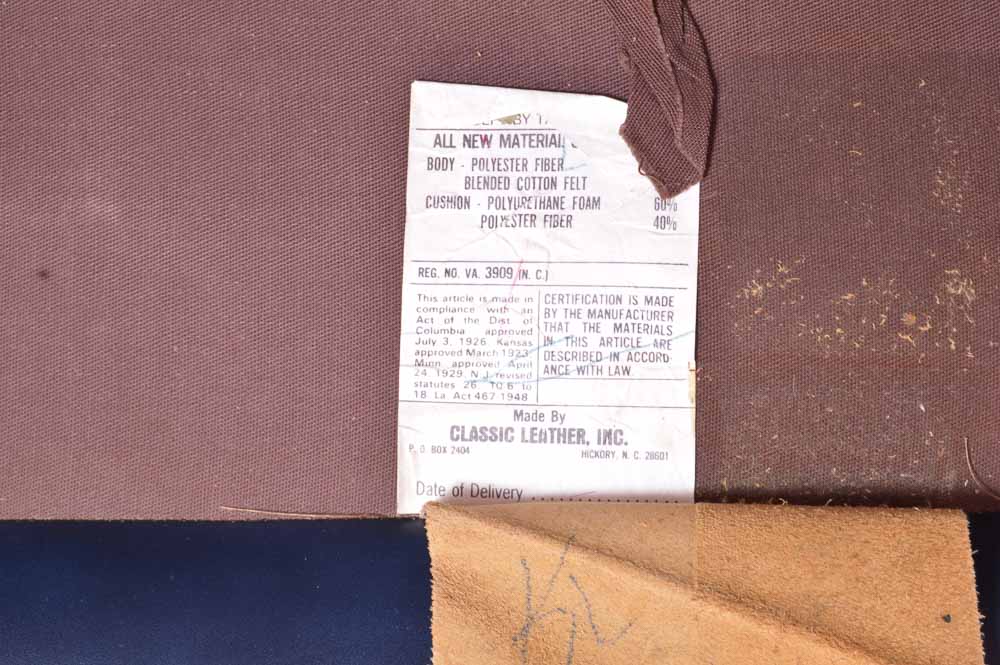 BY
ALL NEW MATERIAL
BODY - POLYESTER FIBER
BLENDED COTTON FELT
CUSHION - POLYURETHANE FOAM 60%
POLYESTER FIBER 40%
REG. NO. VA. 3909 (N. C.)
This article is made in
compliance with an
Act of the Dist. of
Columbia approved
July 3, 1926. Kansas
approved March 1923.
Minn. approved April
24, 1929. N.J. revised
statutes 26. 10.6 to
18. La. Act 467 1948
CERTIFICATION IS MADE
BY THE MANUFACTURER
THAT THE MATERIALS
IN THIS ARTICLE ARE
DESCRIBED IN ACCORD-
ANCE WITH LAW.
Made By
CLASSIC LEATHER, INC.
P. O. BOX 2404 HICKORY, N. C. 28601
Date of Delivery ....................